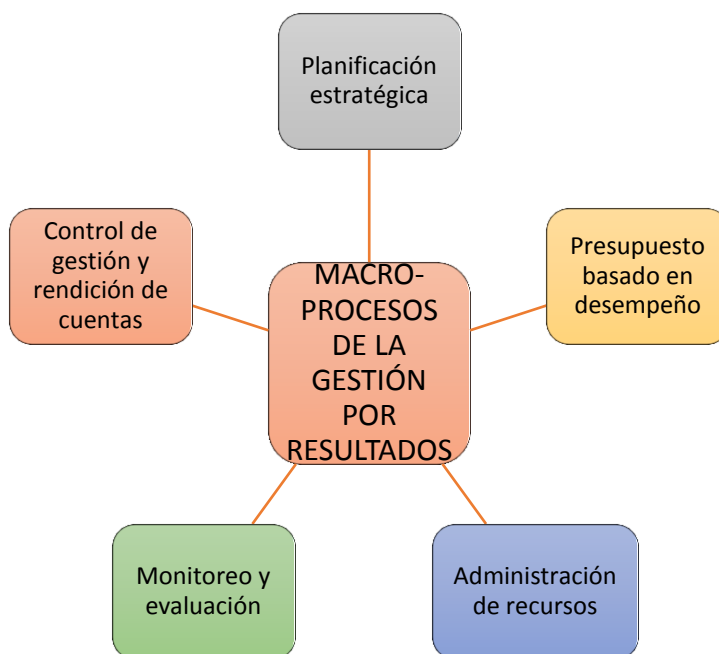 Planificación
estratégica
Control de
gestión y
rendición de
cuentas
Presupuesto
basado en
desempeño
MACRO-
PROCESOS
DE LA
GESTIÓN
POR
RESULTADOS
Monitoreo y
evaluación
Administración
de recursos